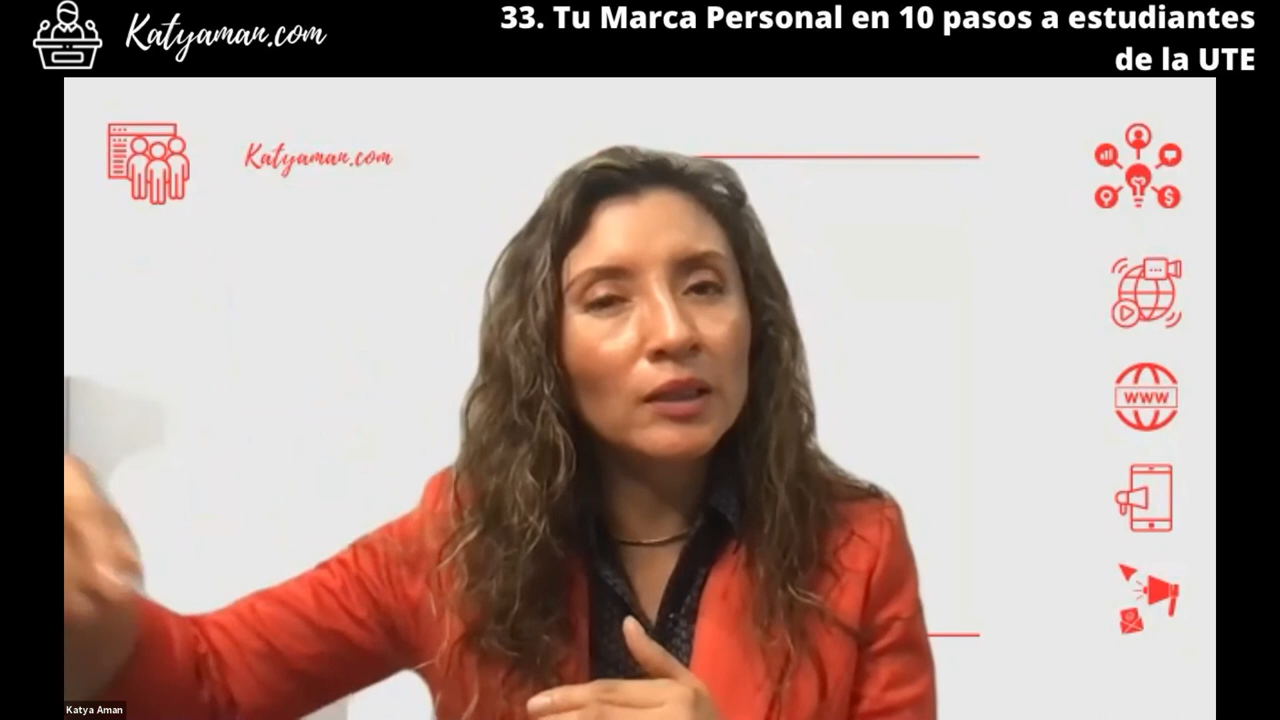 Katyaman.com
33. Tu Marca Personal en 10 pasos a estudiantes
de la UTE
Katyaman.com
WWW
Katya Aman